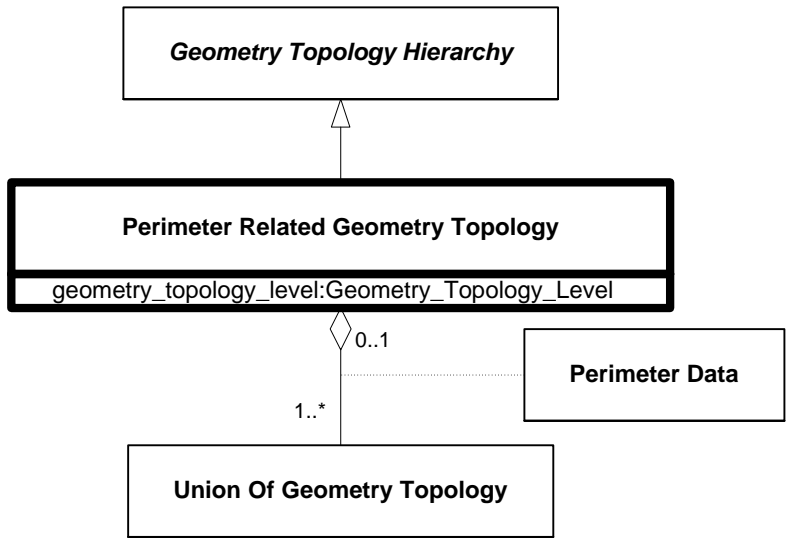 Geometry Topology Hierarchy
Perimeter Related Geometry Topology
geometry_topology_level:Geometry_Topology_Level
0..1
Perimeter Data
1..*
Union Of Geometry Topology